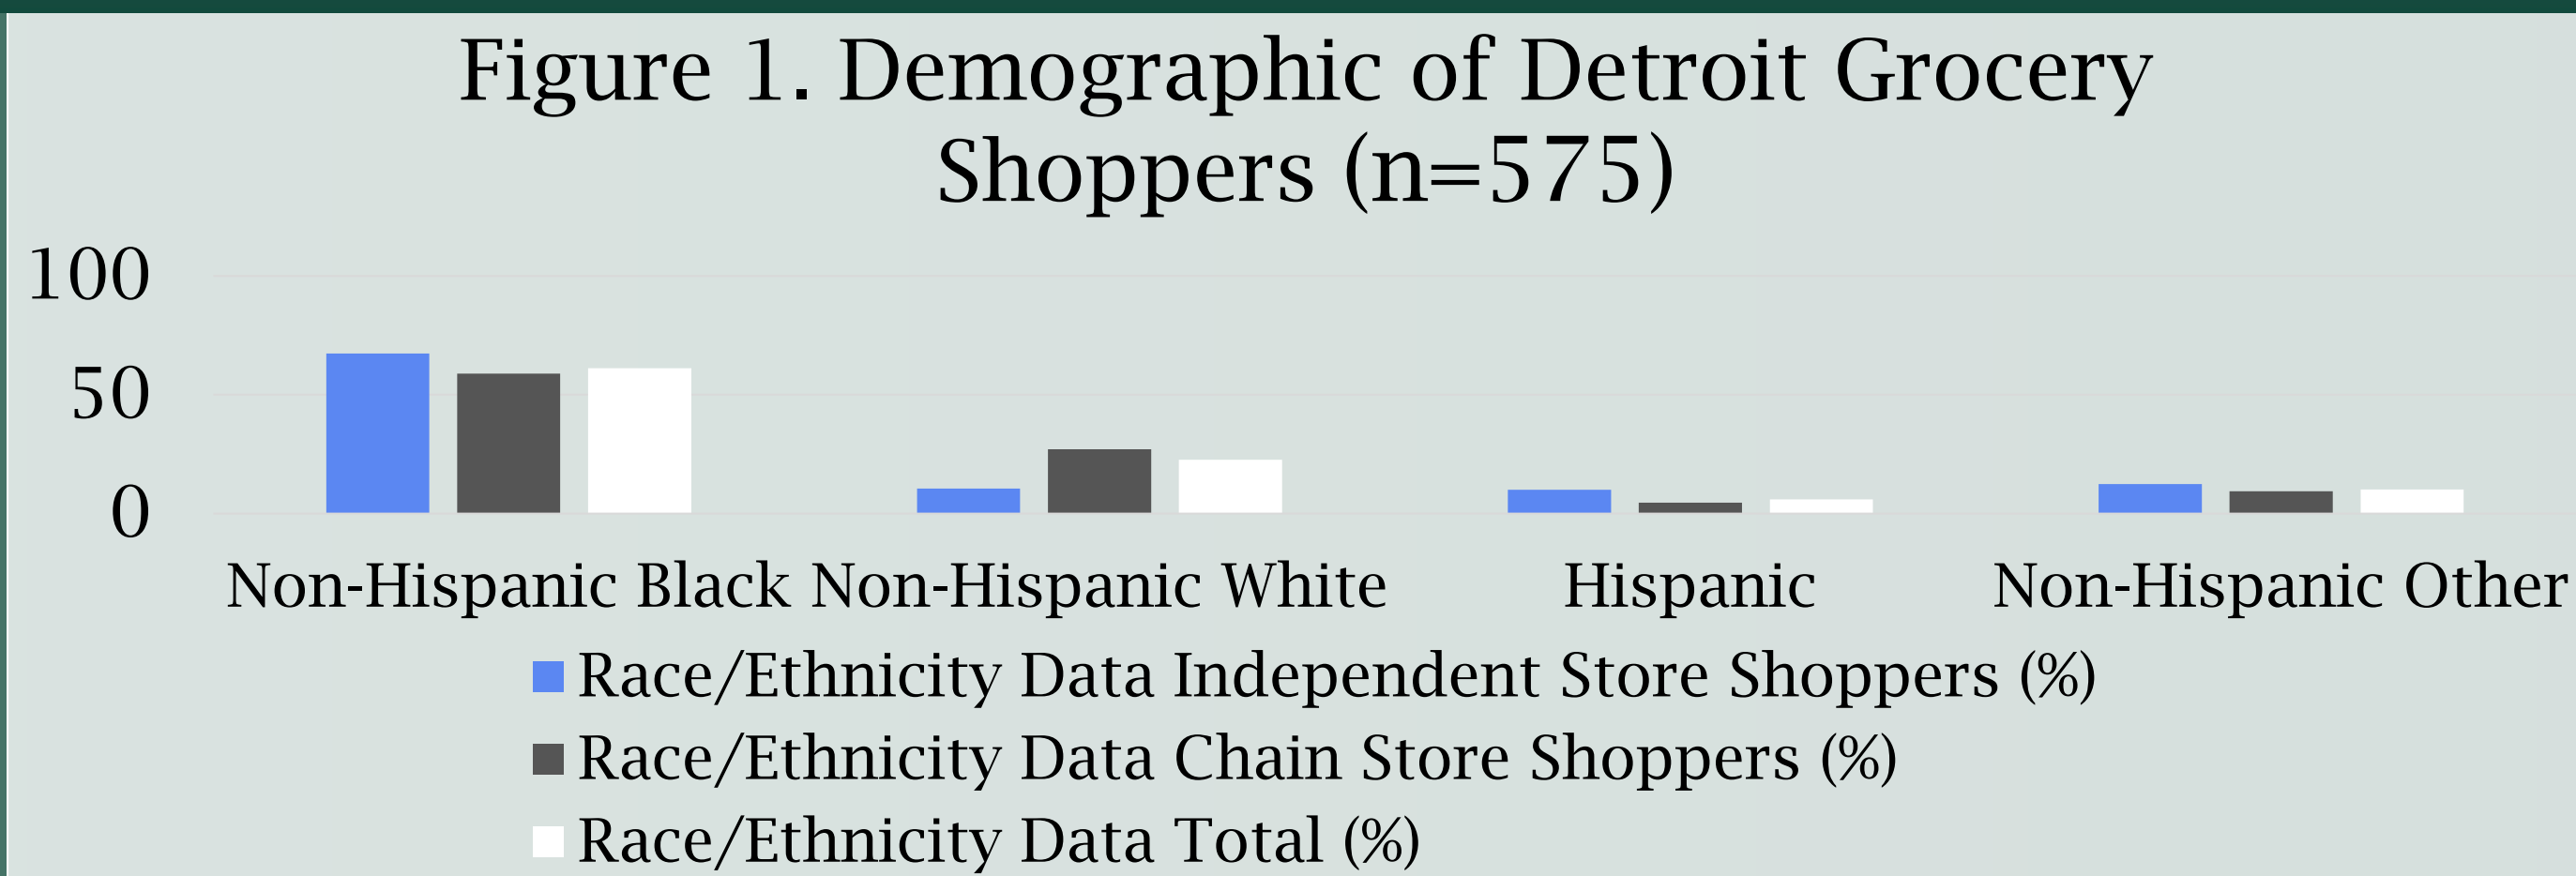 Figure 1. Demographic of Detroit Grocery
Shoppers (n=575)
100
50
0
Non-Hispanic Black Non-Hispanic White Hispanic Non-Hispanic Other
Race/Ethnicity Data Independent Store Shoppers (%)
Race/Ethnicity Data Chain Store Shoppers (%)
Race/Ethnicity Data Total (%)